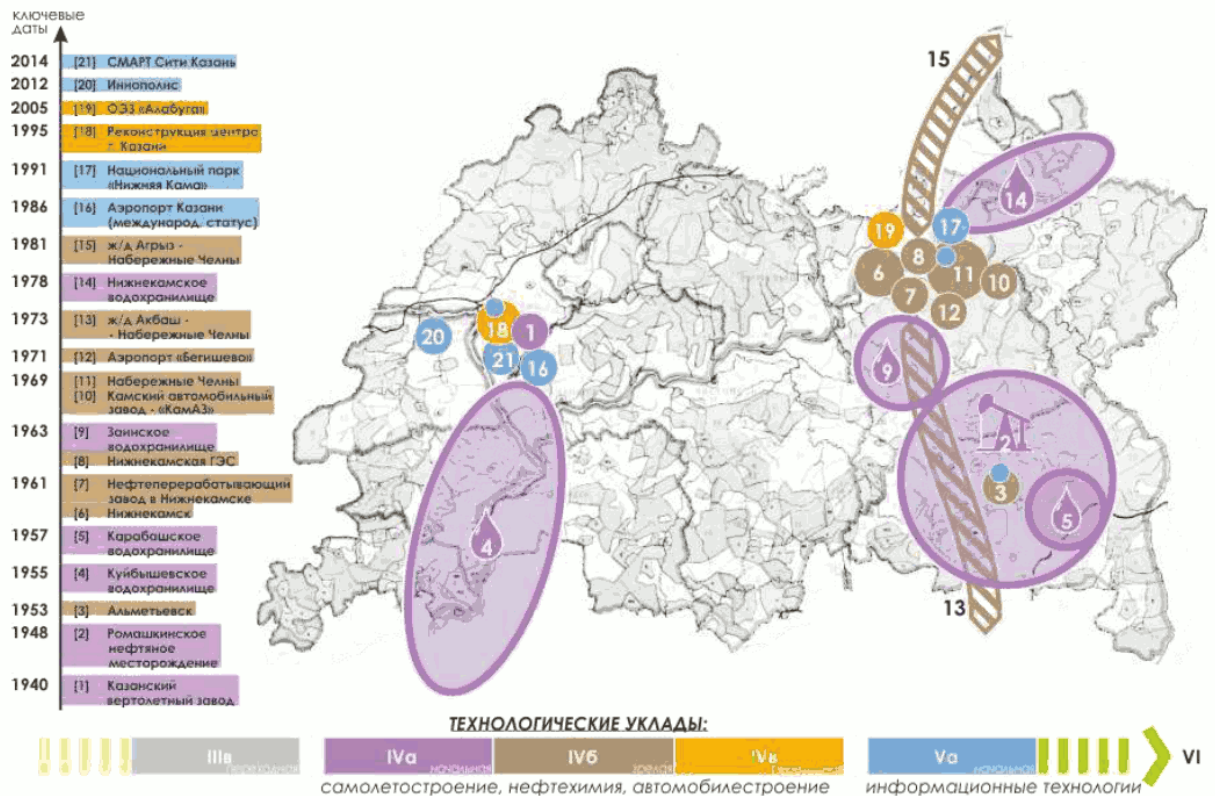 ключевые
даты
2014 [21] СМАРТ Сити Казань
2012 [20] Иннополис
2005 [19] ОЭЗ «Алабуга»
1995 [18] Реконструкция центра
г. Казани
1991 [17] Национальный парк
«Нижняя Кама»
1986 [16] Аэропорт Казани
(международ. статус)
1981 [15] ж/д Агрыз -
Набережные Челны
1978 [14] Нижнекамское
водохранилище
1973 [13] ж/д Акбаш -
- Набережные Челны
1971 [12] Аэропорт «Бегишево»
1969 [11] Набережные Челны
[10] Камский автомобильный
завод - «КамАЗ»
1963 [9] Заинское
водохранилище
[8] Нижнекамская ГЭС
1961 [7] Нефтеперерабатывающий
завод в Нижнекамске
[6] Нижнекамск
1957 [5] Карабашское
водохранилище
1955 [4] Куйбышевское
водохранилище
1953 [3] Альметьевск
1948 [2] Ромашкинское
нефтяное
месторождение
1940 [1] Казанский
вертолетный завод
15
14
19
17
8
6
11
10
7
12
18
1
20
21
16
9
2
3
5
4
13
ТЕХНОЛОГИЧЕСКИЕ УКЛАДЫ:
IIIв
переходная
IVа
начальная
IVб
зрелая
IVв
Vа
начальная
VI
самолетостроение, нефтехимия, автомобилестроение
информационные технологии